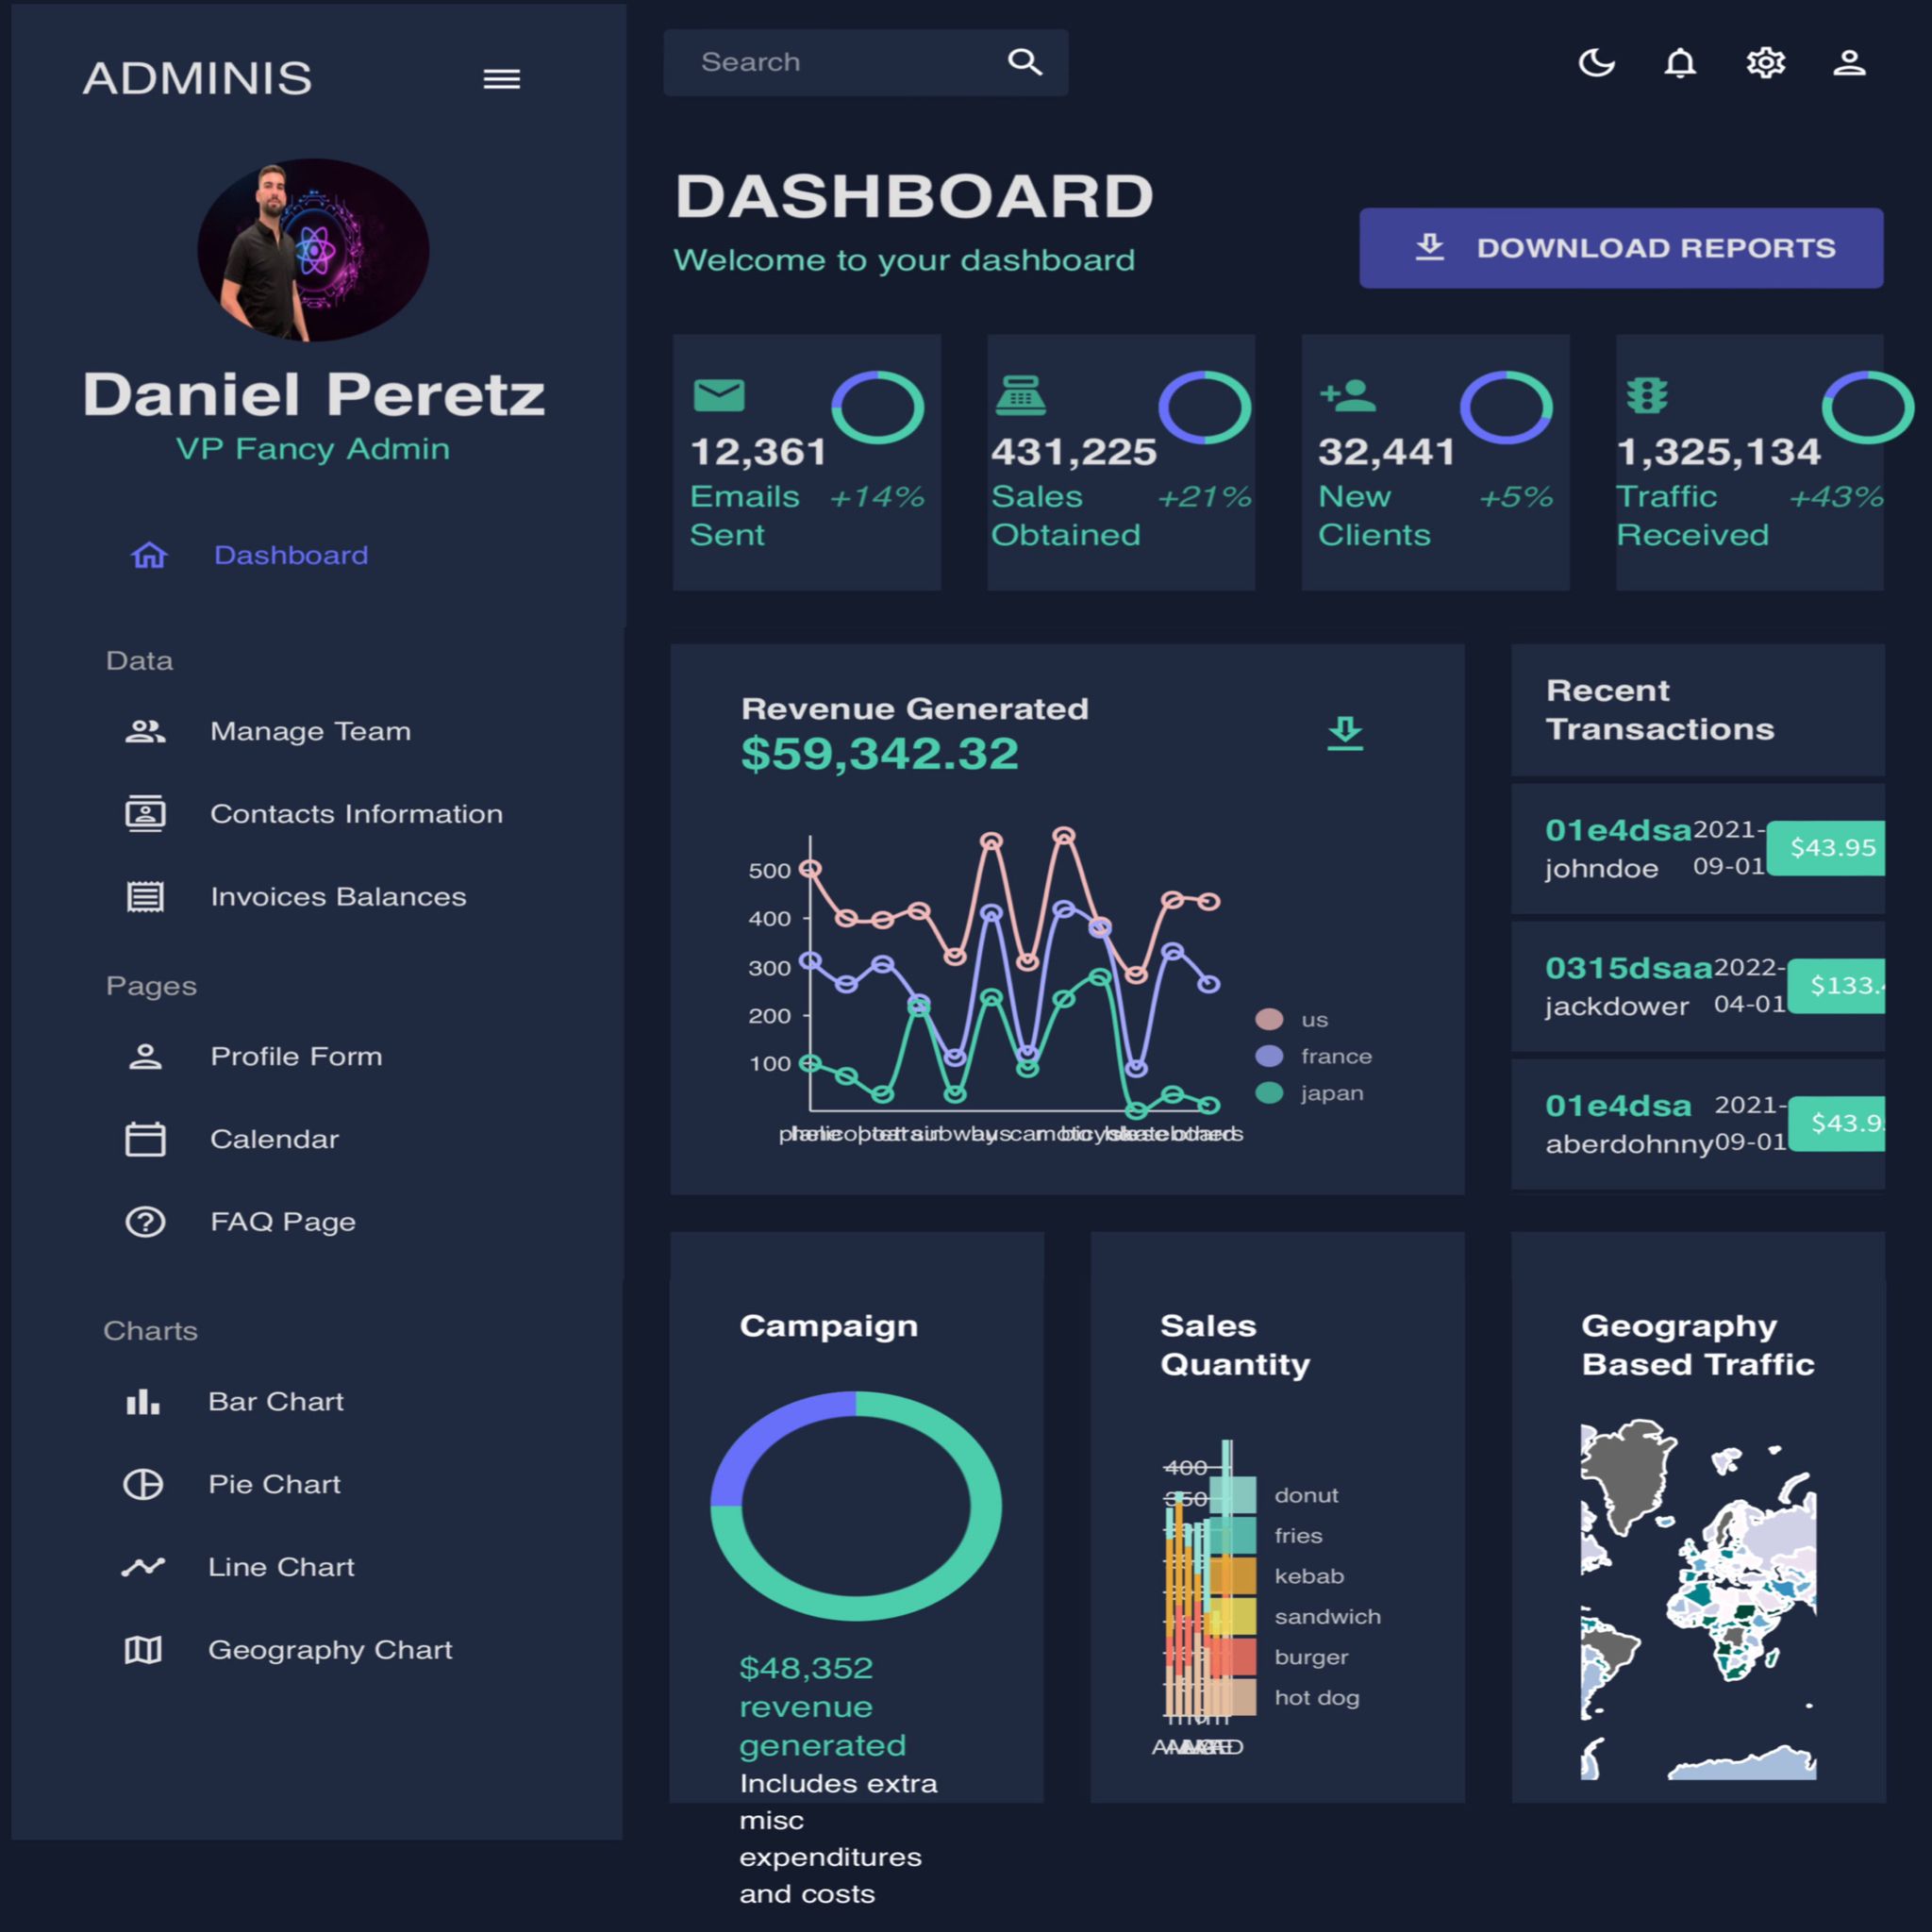 ADMINIS
Search
Daniel Peretz
VP Fancy Admin
Dashboard
Data
Manage Team
Contacts Information
Invoices Balances
Pages
Profile Form
Calendar
FAQ Page
Charts
Bar Chart
Pie Chart
Line Chart
Geography Chart
DASHBOARD
Welcome to your dashboard
DOWNLOAD REPORTS
12,361
Emails +14%
Sent
431,225
Sales +21%
Obtained
32,441
New +5%
Clients
1,325,134
Traffic +43%
Received
Revenue Generated
$59,342.32
500
400
300
200
100
us
france
japan
Recent
Transactions
01e4dsa 2021-
johndoe 09-01
$43.95
0315dsaa 2022-
jackdower 04-01
$133.
01e4dsa 2021-
aberdohnny 09-01
$43.9
Campaign
$48,352
revenue
generated
Includes extra
misc
expenditures
and costs
Sales
Quantity
400
350
donut
fries
kebab
sandwich
burger
hot dog
Geography
Based Traffic